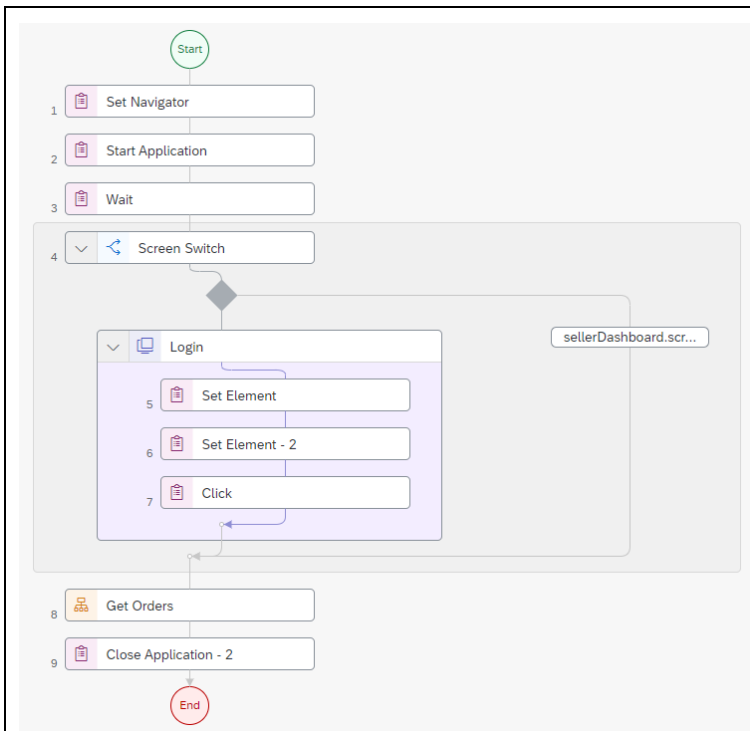 Start
1 Set Navigator
2 Start Application
3 Wait
4 Screen Switch
sellerDashboard.scr...
Login
5 Set Element
6 Set Element - 2
7 Click
8 Get Orders
9 Close Application - 2
End